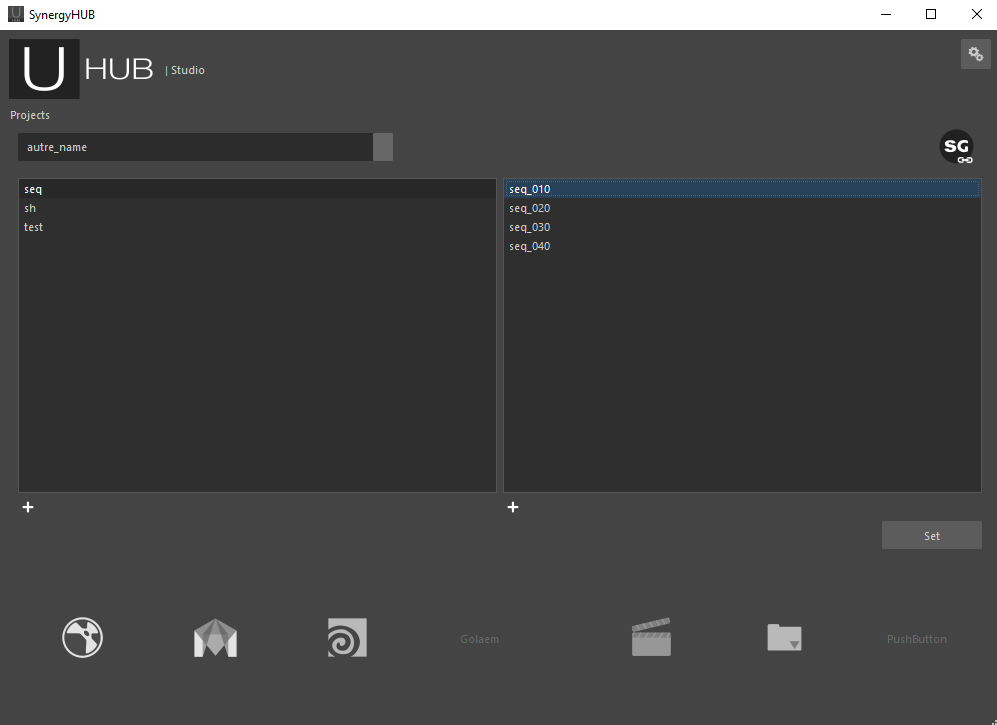 SynergyHUB
U HUB | Studio
Projects
autre_name
SG
seq
sh
test
seq_010
seq_020
seq_030
seq_040
+
+
Set
Golaem
PushButton